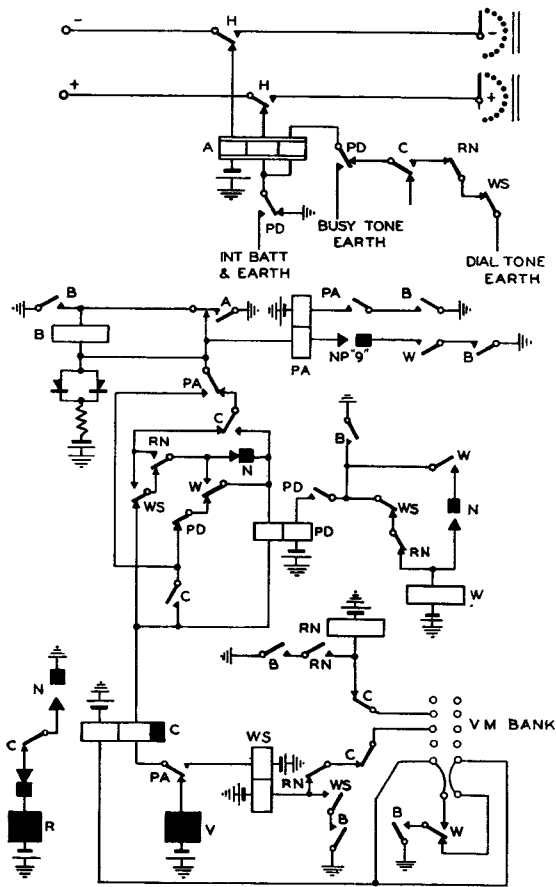 − H −
+ H +
A PD C RN
WS
PD
BUSY TONE
EARTH
INT BATT
& EARTH
DIAL TONE
EARTH
B A PA B
B
PA NP"9" W B
PA
C B
RN W
N
WS W PD WS N
PD PD RN
C W
RN
B RN
C
N VM BANK
C C WS C
PA RN WS
B B W
R V